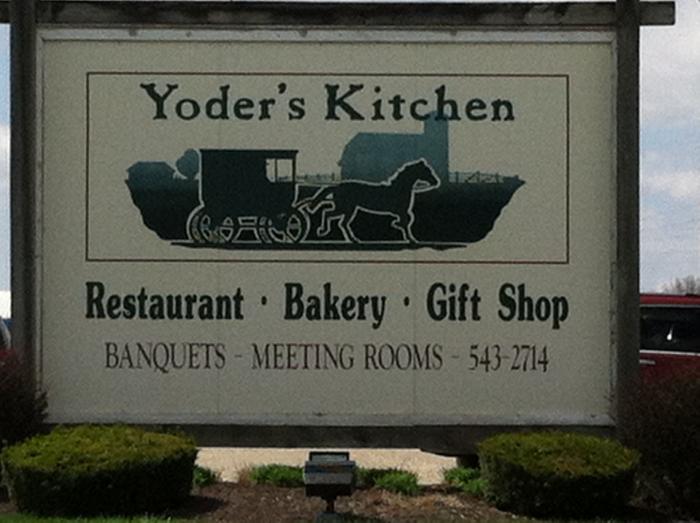 Yoder's Kitchen
Restaurant · Bakery · Gift Shop
BANQUETS - MEETING ROOMS - 543-2714